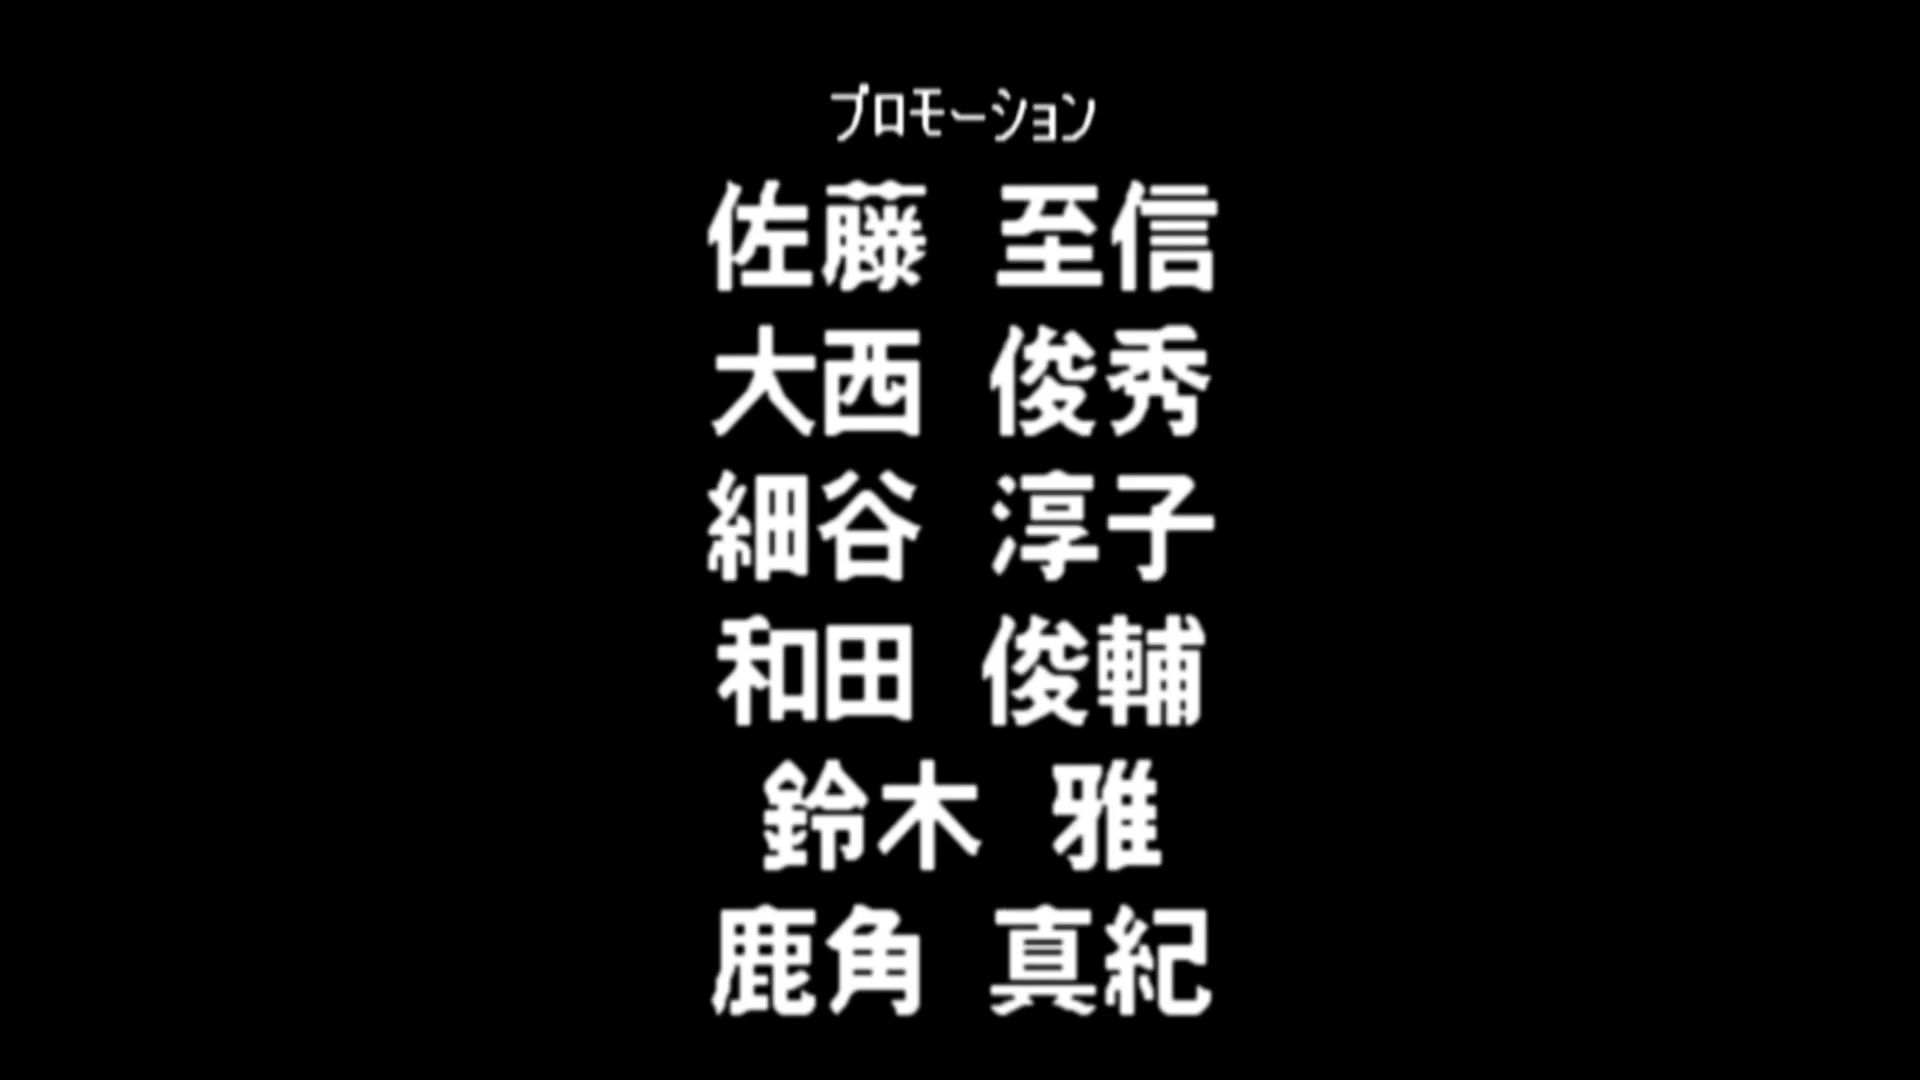 プロモーション
佐藤 至信
大西 俊秀
細谷 淳子
和田 俊輔
鈴木 雅
鹿角 真紀